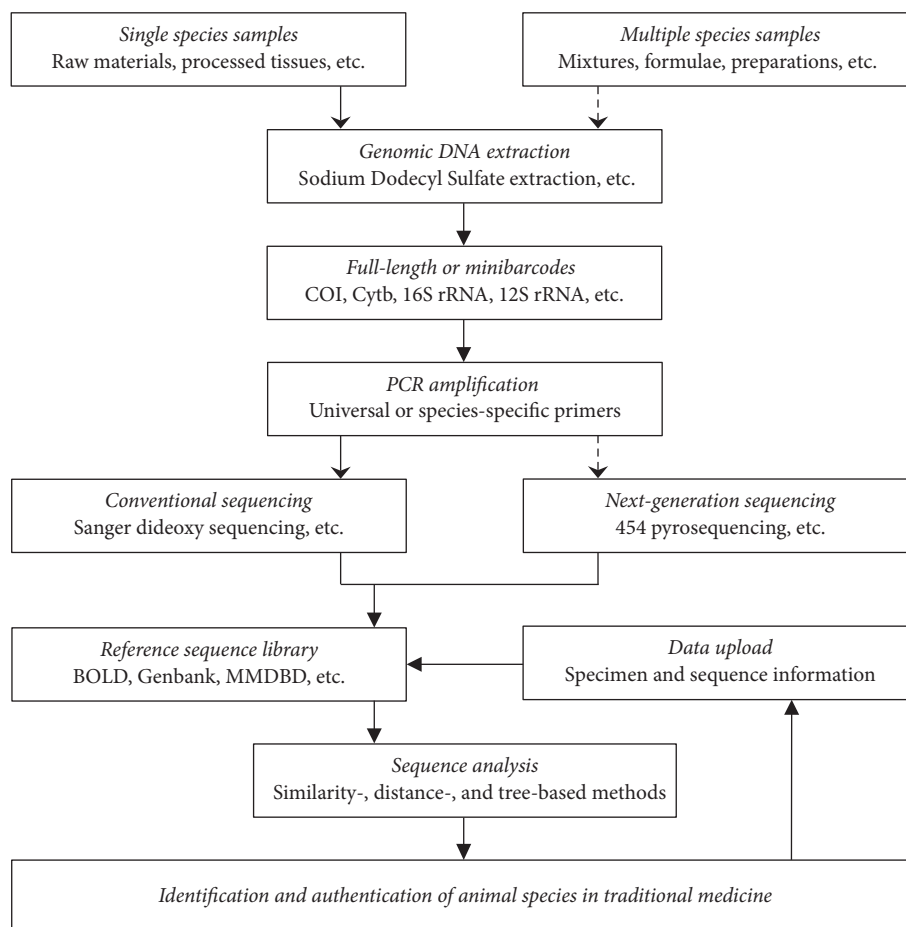 Single species samples
Raw materials, processed tissues, etc.
Multiple species samples
Mixtures, formulae, preparations, etc.
Genomic DNA extraction
Sodium Dodecyl Sulfate extraction, etc.
Full-length or minibarcodes
COI, Cytb, 16S rRNA, 12S rRNA, etc.
PCR amplification
Universal or species-specific primers
Conventional sequencing
Sanger dideoxy sequencing, etc.
Next-generation sequencing
454 pyrosequencing, etc.
Reference sequence library
BOLD, Genbank, MMDBD, etc.
Data upload
Specimen and sequence information
Sequence analysis
Similarity-, distance-, and tree-based methods
Identification and authentication of animal species in traditional medicine